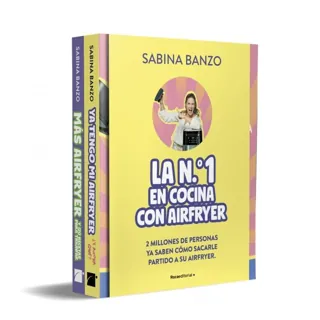 SABINA BANZO
LA N.º 1
EN COCINA
CON AIRFRYER
2 MILLONES DE PERSONAS
YA SABEN CÓMO SACARLE
PARTIDO A SU AIRFRYER.
Rocaeditorial
SABINA BANZO
MÁS AIRFRYER
SABINA BANZO
YA TENGO MI AIRFRYER